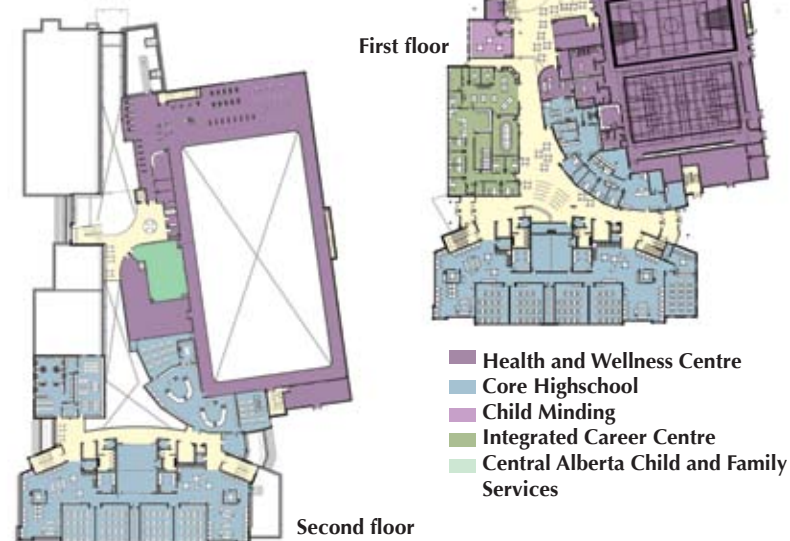 First floor
Health and Wellness Centre
Core Highschool
Child Minding
Integrated Career Centre
Central Alberta Child and Family
Services
Second floor